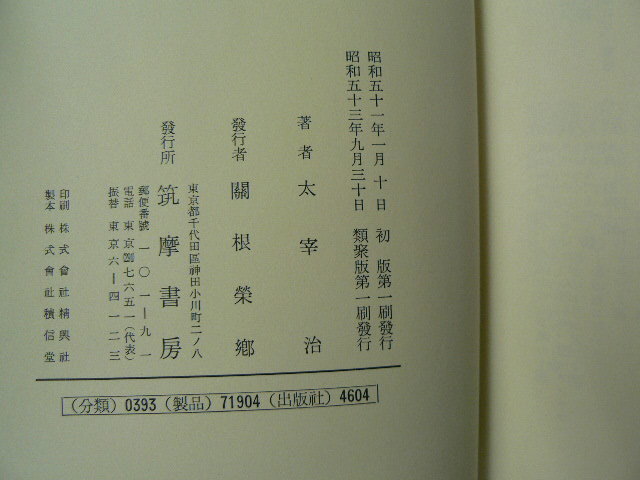 昭和五十一年一月 十 日 初 版第一刷發行
昭和五十三年九月三十日 類聚版第一刷發行
著者 太宰治
發行者 關根榮鄉
發行所 筑摩書房
東京都千代田區神田小川町二ノ八
郵便番號 一〇一―九一
電話 東京 七六五一(代表)
振替 東京六―四一二三
印刷 株式會社精興社
製本 株式會社積信堂
(分類) 0393 (製品) 71904 (出版社) 4604